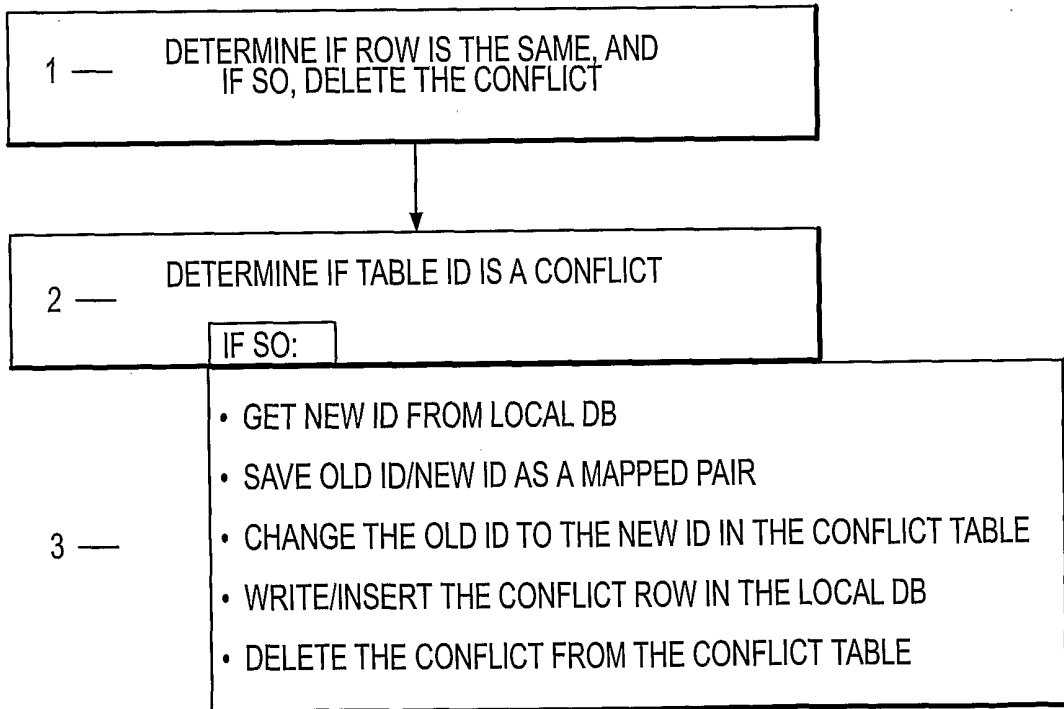 1 — DETERMINE IF ROW IS THE SAME, AND
IF SO, DELETE THE CONFLICT
2 — DETERMINE IF TABLE ID IS A CONFLICT
IF SO:
• GET NEW ID FROM LOCAL DB
• SAVE OLD ID/NEW ID AS A MAPPED PAIR
3 — • CHANGE THE OLD ID TO THE NEW ID IN THE CONFLICT TABLE
• WRITE/INSERT THE CONFLICT ROW IN THE LOCAL DB
• DELETE THE CONFLICT FROM THE CONFLICT TABLE